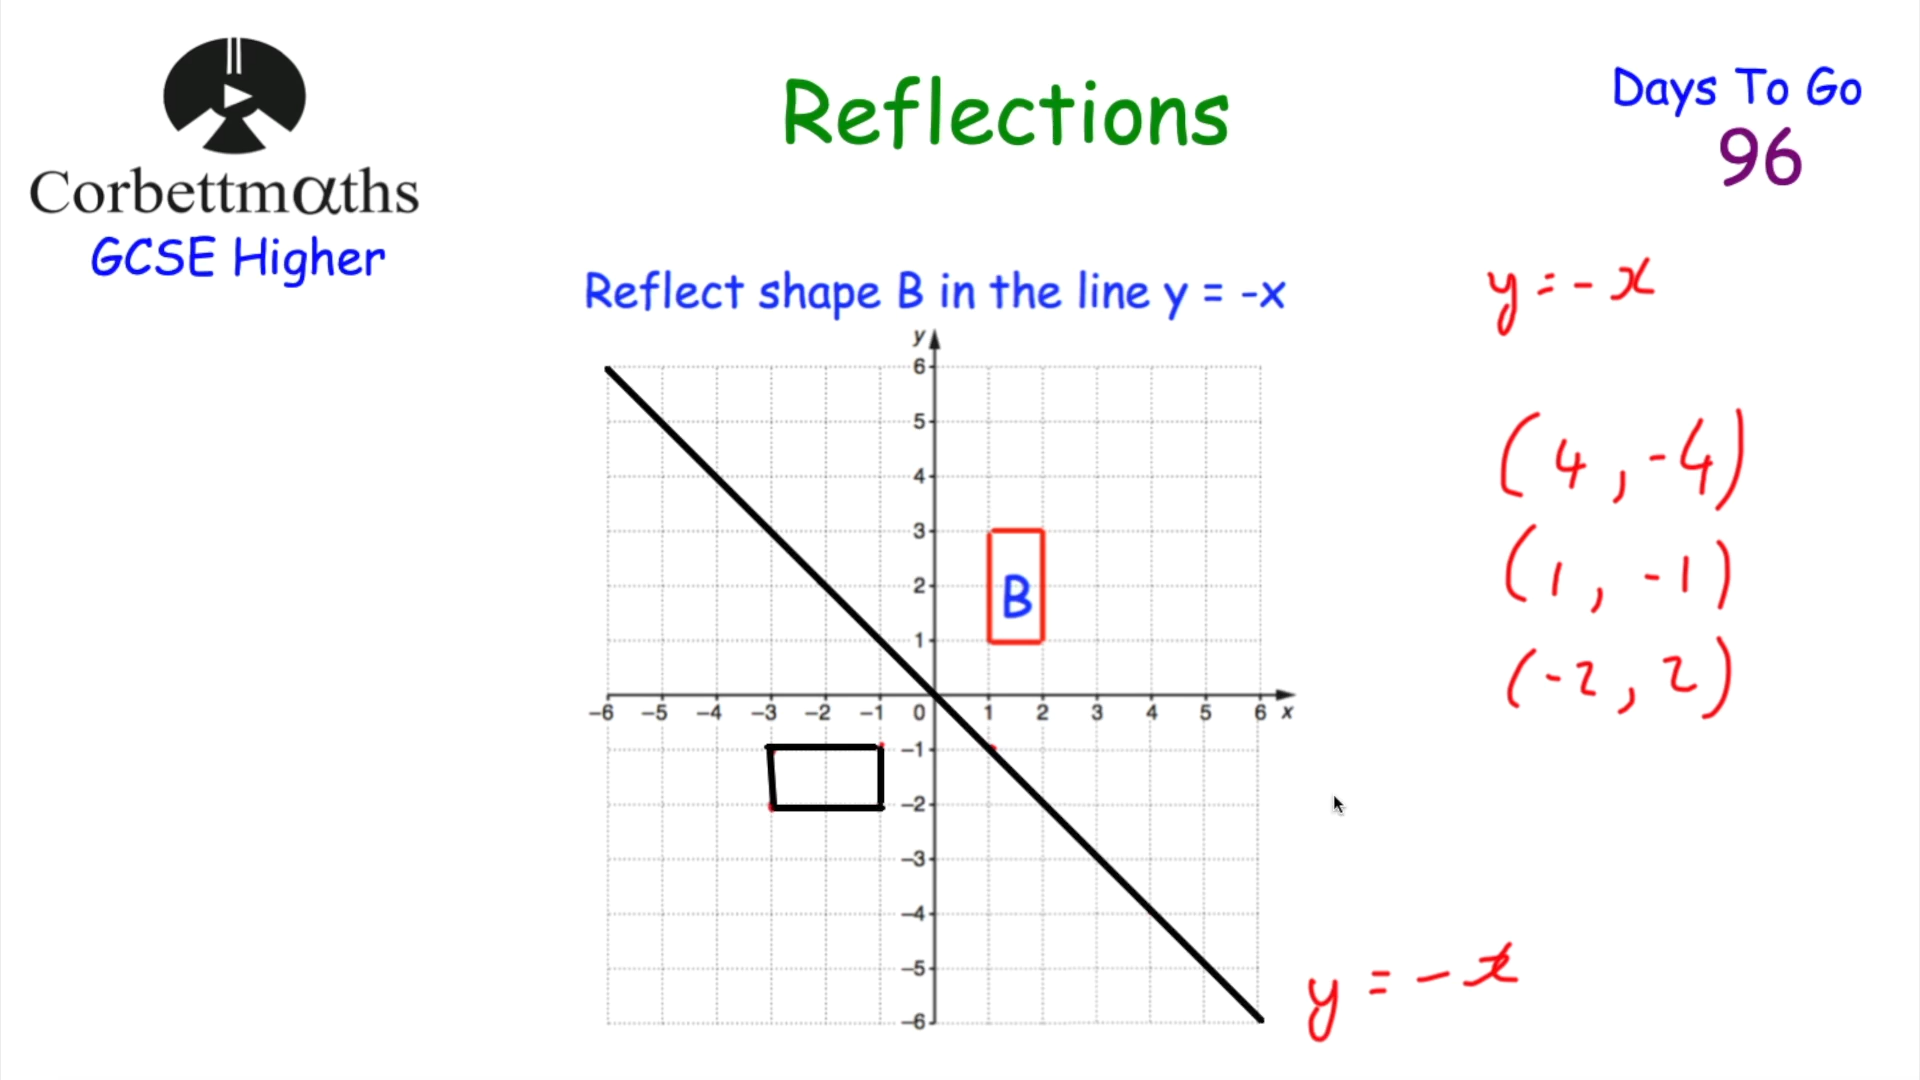 Corbettmαths
GCSE Higher
Reflections
Days To Go
96
Reflect shape B in the line y = -x
y = - x
(4, -4)
(1, -1)
(-2, 2)
y
6
5
4
3
2
1
B
–6 –5 –4 –3 –2 –1 0 1 2 3 4 5 6 x
–1
–2
–3
–4
–5
–6
y = - x